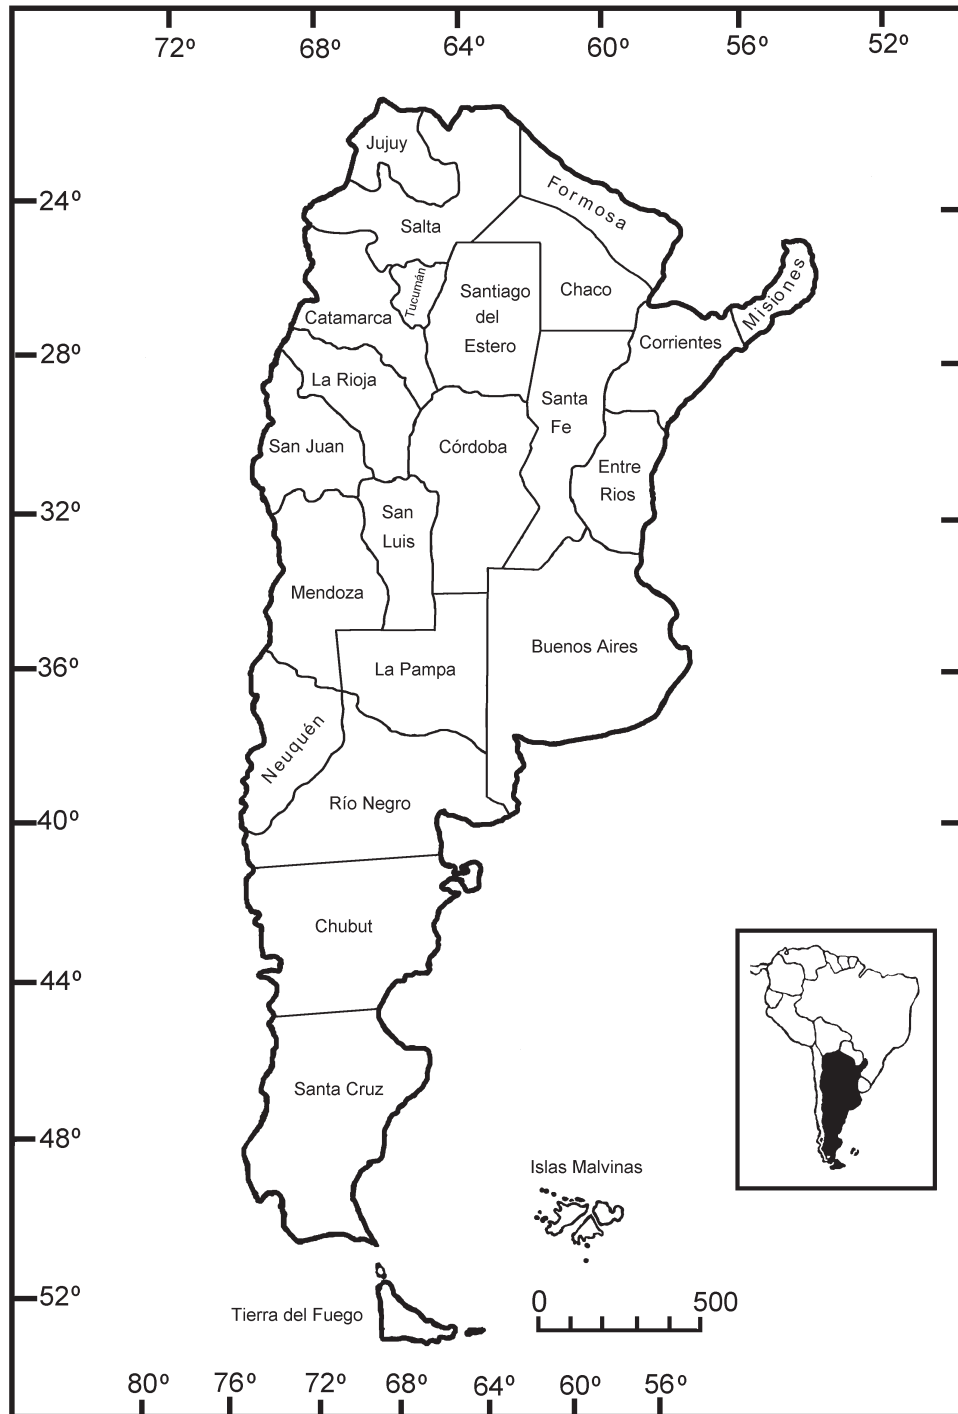 72º 68º 64º 60º 56º 52º
Jujuy
24º
Formosa
Salta
Misiones
Tucumán
Santiago
del
Estero
Chaco
Catamarca
Corrientes
28º
La Rioja
Santa
Fe
San Juan
Córdoba
Entre
Rios
32º
San
Luis
Mendoza
Buenos Aires
36º
La Pampa
Neuquén
Río Negro
40º
Chubut
44º
Santa Cruz
48º
Islas Malvinas
52º
0 500
Tierra del Fuego
80º 76º 72º 68º 64º 60º 56º